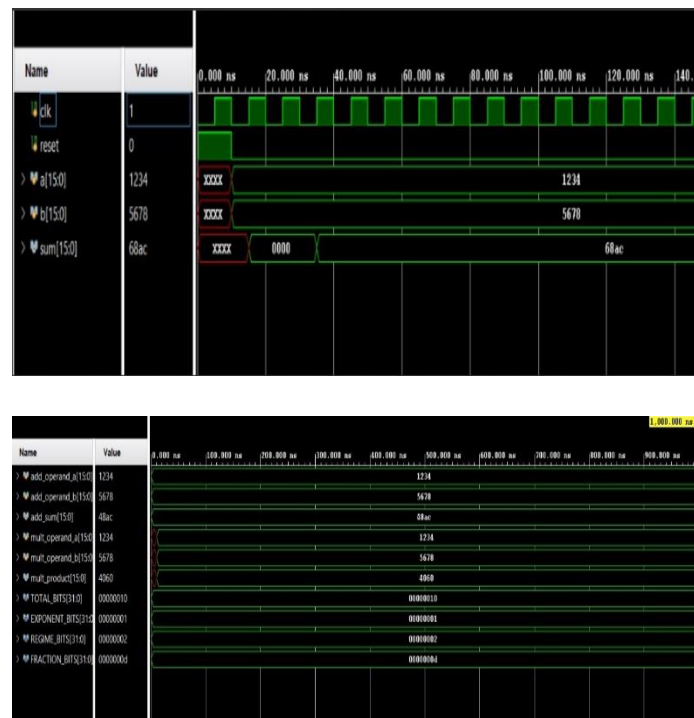 Name Value 0.000 ns 20.000 ns 40.000 ns 60.000 ns 80.000 ns 100.000 ns 120.000 ns 140.
clk 1
reset 0
a[15:0] 1234 XXXX 1234
b[15:0] 5678 XXXX 5678
sum[15:0] 68ac XXXX 0000 68ac
1,000.000 ns
Name Value 0.000 ns 100.000 ns 200.000 ns 300.000 ns 400.000 ns 500.000 ns 600.000 ns 700.000 ns 800.000 ns 900.000 ns
add_operand_a[15:0] 1234 1234
add_operand_b[15:0] 5678 5678
add_sum[15:0] 48ac
mult_operand_a[15:0 1234 1234
mult_operand_b[15:0 5678 5678
mult_product[15:0] 4060 4060
TOTAL_BITS[31:0] 00000010 00000010
EXPONENT_BITS[31:0 00000001 00000001
REGIME_BITS[31:0] 00000002 00000002
FRACTION_BITS[31:0] 0000000d 0000000d